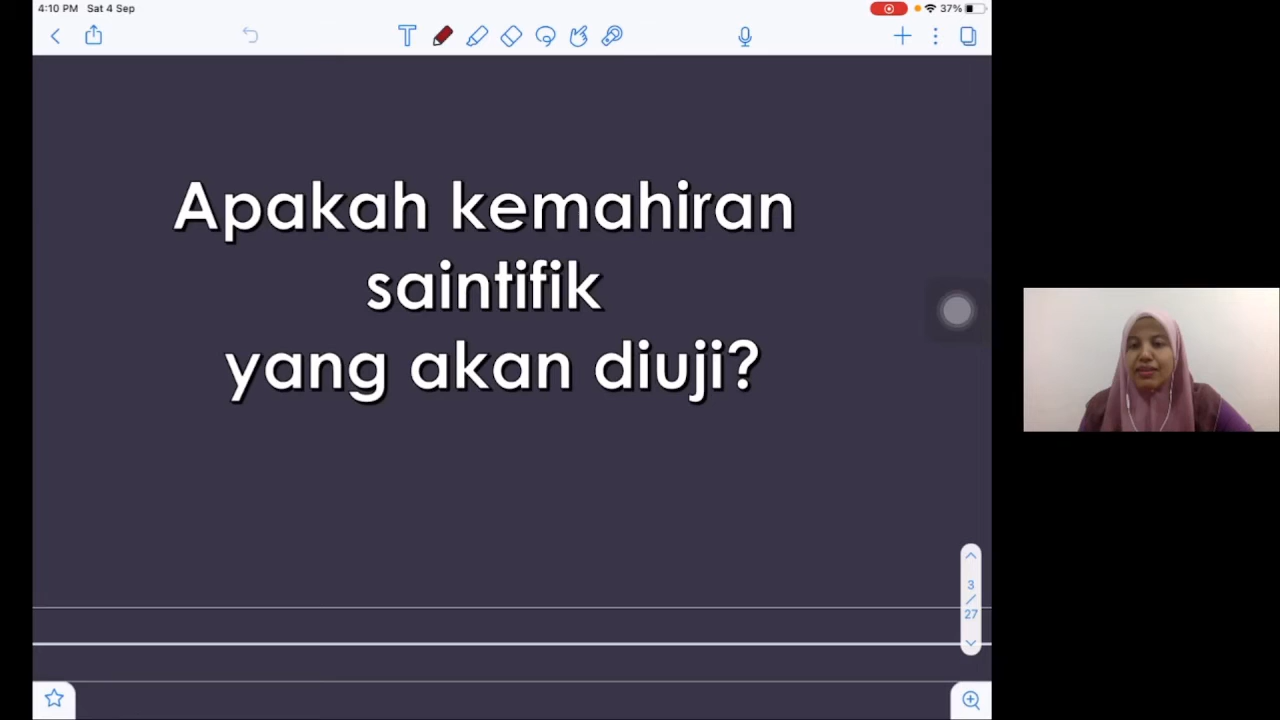 4:10 PM Sat 4 Sep
37%
Apakah kemahiran
saintifik
yang akan diuji?
3
/
27